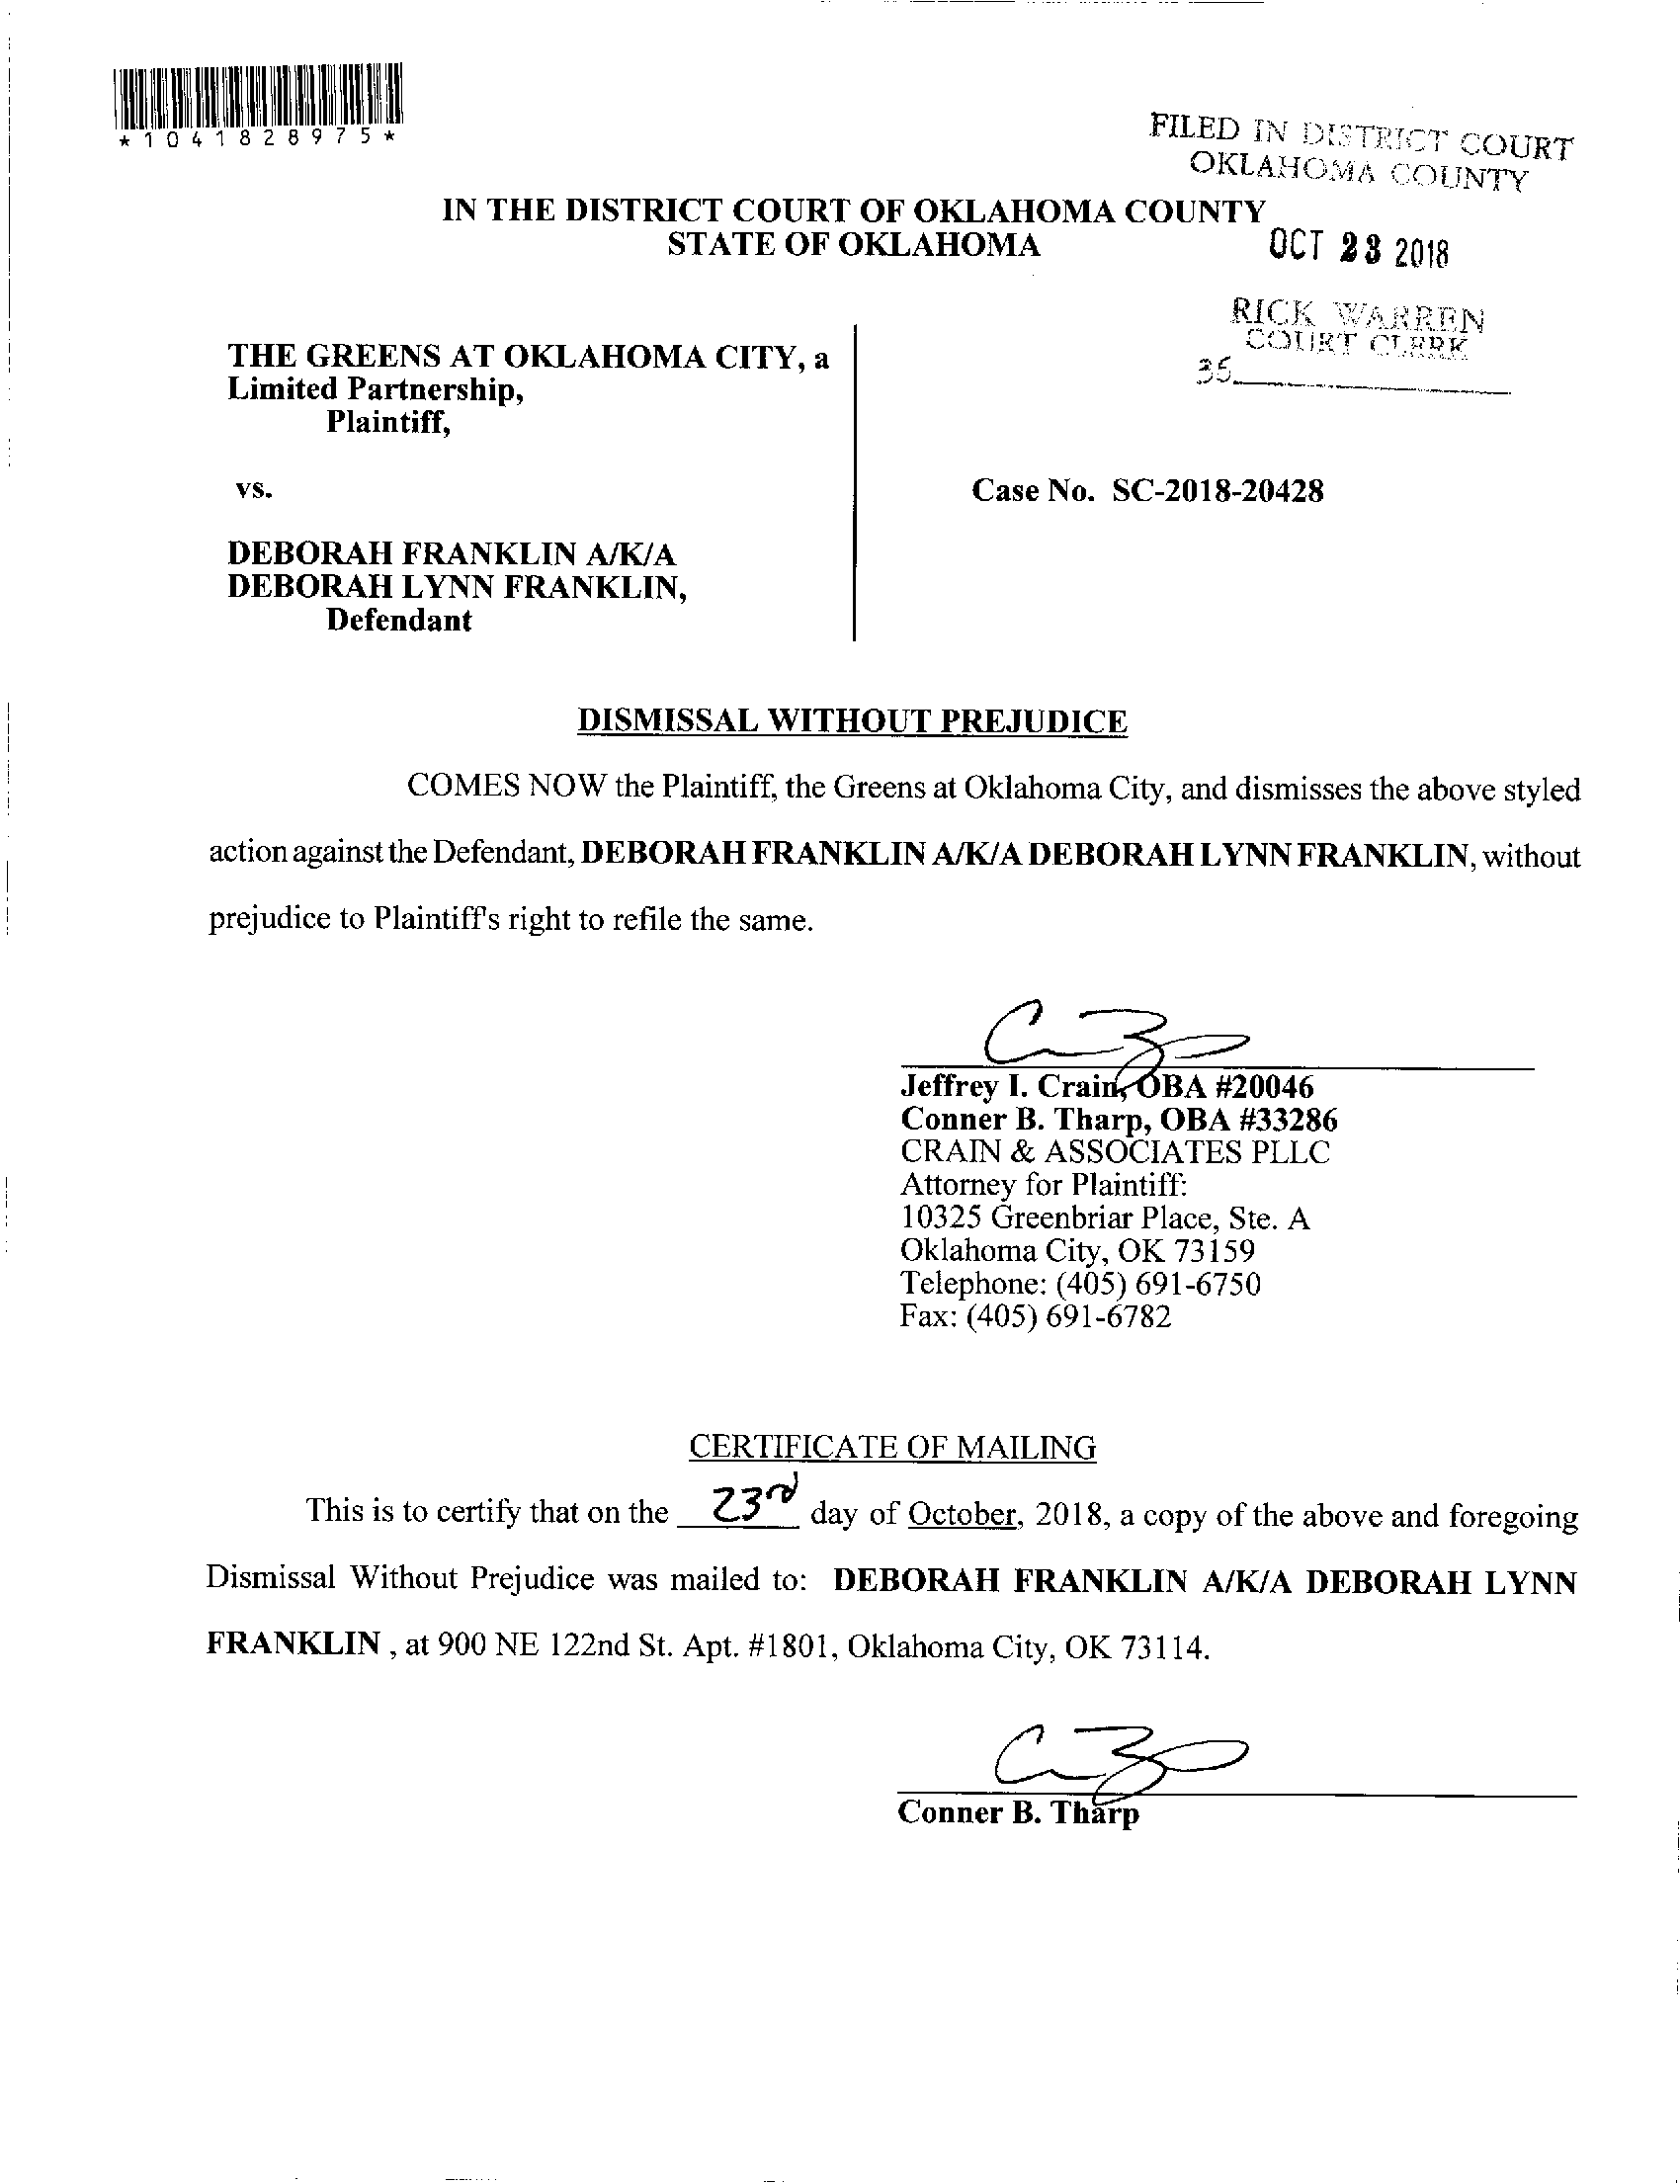 *1041828975*
FILED IN DISTRICT COURT
OKLAHOMA COUNTY
IN THE DISTRICT COURT OF OKLAHOMA COUNTY
STATE OF OKLAHOMA
OCT 23 2018
RICK WARREN
COURT CLERK
35
THE GREENS AT OKLAHOMA CITY, a
Limited Partnership,
Plaintiff,
vs.
Case No. SC-2018-20428
DEBORAH FRANKLIN A/K/A
DEBORAH LYNN FRANKLIN,
Defendant
DISMISSAL WITHOUT PREJUDICE
COMES NOW the Plaintiff, the Greens at Oklahoma City, and dismisses the above styled
action against the Defendant, DEBORAH FRANKLIN A/K/A DEBORAH LYNN FRANKLIN, without
prejudice to Plaintiff's right to refile the same.
Jeffrey I. Crain, OBA #20046
Conner B. Tharp, OBA #33286
CRAIN & ASSOCIATES PLLC
Attorney for Plaintiff:
10325 Greenbriar Place, Ste. A
Oklahoma City, OK 73159
Telephone: (405) 691-6750
Fax: (405) 691-6782
CERTIFICATE OF MAILING
This is to certify that on the 23rd day of October, 2018, a copy of the above and foregoing
Dismissal Without Prejudice was mailed to: DEBORAH FRANKLIN A/K/A DEBORAH LYNN
FRANKLIN , at 900 NE 122nd St. Apt. #1801, Oklahoma City, OK 73114.
Conner B. Tharp